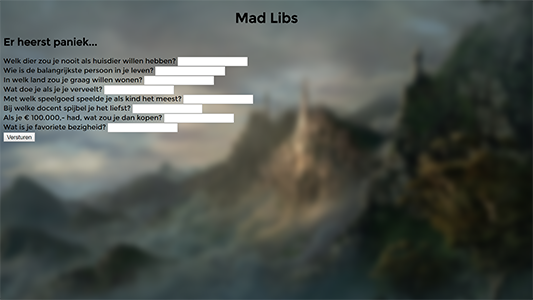 Mad Libs
Er heerst paniek...
Welk dier zou je nooit als huisdier willen hebben?
Wie is de balangrijkste persoon in je leven?
In welk land zou je graag willen wonen?
Wat doe je als je je verveelt?
Met welk speelgoed speelde je als kind het meest?
Bij welke docent spijbel je het liefst?
Als je € 100.000,- had, wat zou je dan kopen?
Wat is je favoriete bezigheid?
Versturen